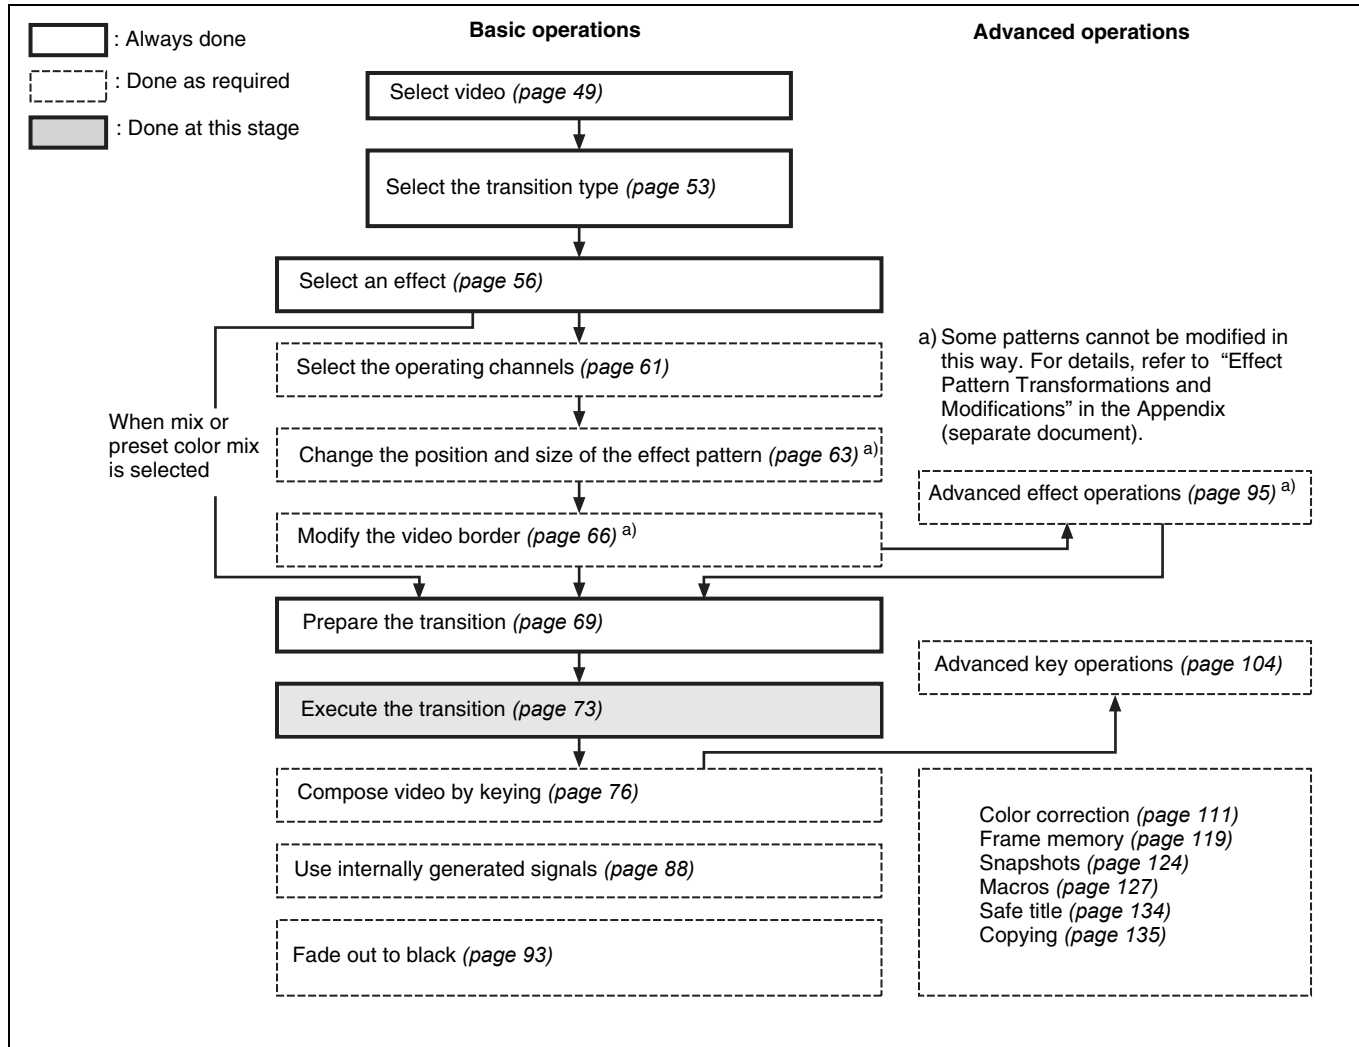 Basic operations
Advanced operations
: Always done
: Done as required
: Done at this stage
Select video (page 49)
Select the transition type (page 53)
Select an effect (page 56)
Select the operating channels (page 61)
When mix or
preset color mix
is selected
Change the position and size of the effect pattern (page 63) a)
Modify the video border (page 66) a)
a) Some patterns cannot be modified in
this way. For details, refer to “Effect
Pattern Transformations and
Modifications” in the Appendix
(separate document).
Advanced effect operations (page 95) a)
Prepare the transition (page 69)
Execute the transition (page 73)
Advanced key operations (page 104)
Compose video by keying (page 76)
Use internally generated signals (page 88)
Fade out to black (page 93)
Color correction (page 111)
Frame memory (page 119)
Snapshots (page 124)
Macros (page 127)
Safe title (page 134)
Copying (page 135)